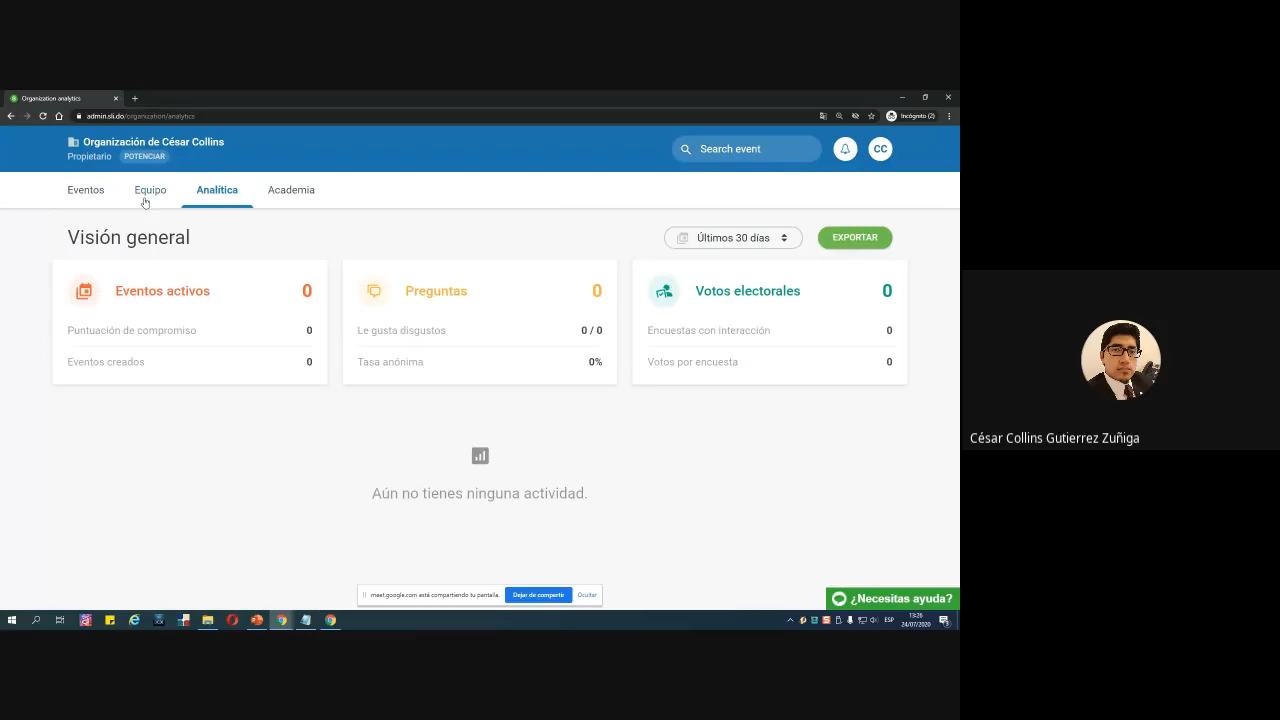 Organization analytics
admin.sli.do/organization/analytics
Incógnito (2)
Organización de César Collins
Propietario POTENCIAR
Search event
CC
Eventos Equipo Analítica Academia
Visión general
Últimos 30 días
EXPORTAR
Eventos activos 0
Puntuación de compromiso 0
Eventos creados 0
Preguntas 0
Le gusta disgustos 0 / 0
Tasa anónima 0%
Votos electorales 0
Encuestas con interacción 0
Votos por encuesta 0
Aún no tienes ninguna actividad.
César Collins Gutierrez Zuñiga
meet.google.com está compartiendo tu pantalla. Dejar de compartir Ocultar
¿Necesitas ayuda?
ESP
13:26
24/07/2020